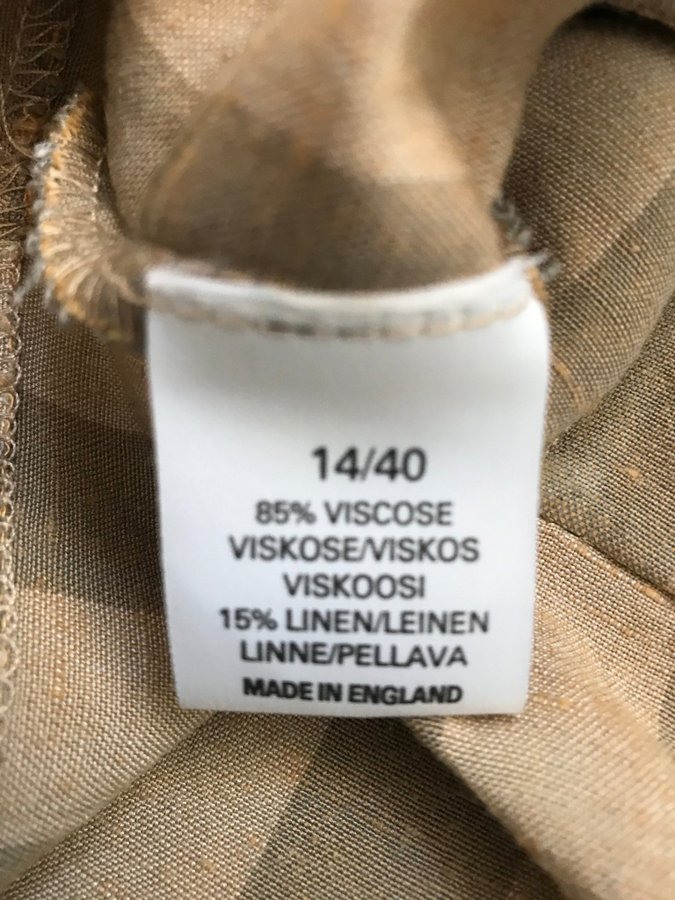 14/40
85% VISCOSE
VISKOSE/VISKOS
VISKOOSI
15% LINEN/LEINEN
LINNE/PELLAVA
MADE IN ENGLAND